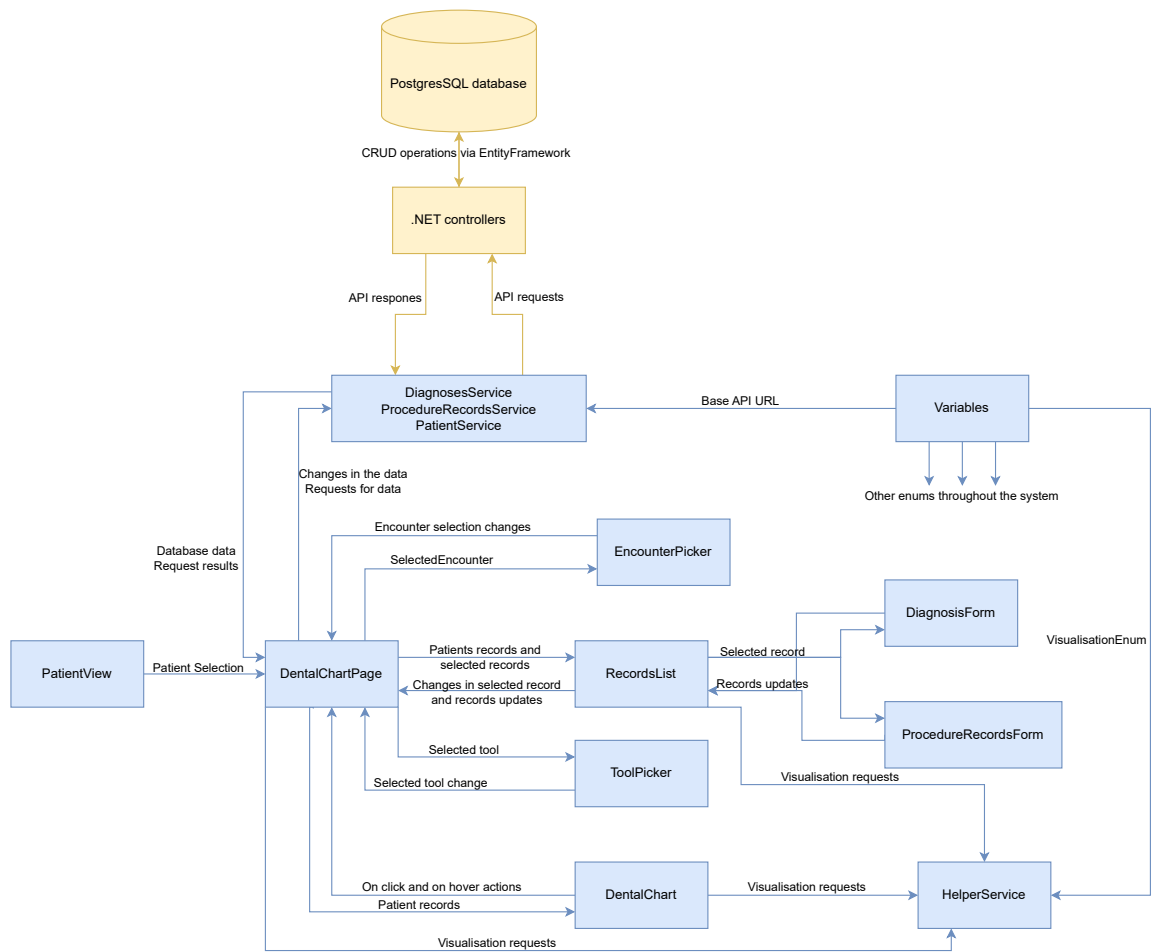 PostgresSQL database
CRUD operations via EntityFramework
.NET controllers
API respones
API requests
DiagnosesService
ProcedureRecordsService
PatientService
Base API URL
Variables
Changes in the data
Requests for data
Other enums throughout the system
Encounter selection changes
EncounterPicker
SelectedEncounter
Database data
Request results
DiagnosisForm
VisualisationEnum
PatientView
Patient Selection
DentalChartPage
Patients records and
selected records
RecordsList
Selected record
Changes in selected record
and records updates
Records updates
ProcedureRecordsForm
Selected tool
ToolPicker
Selected tool change
Visualisation requests
On click and on hover actions
DentalChart
Visualisation requests
HelperService
Patient records
Visualisation requests